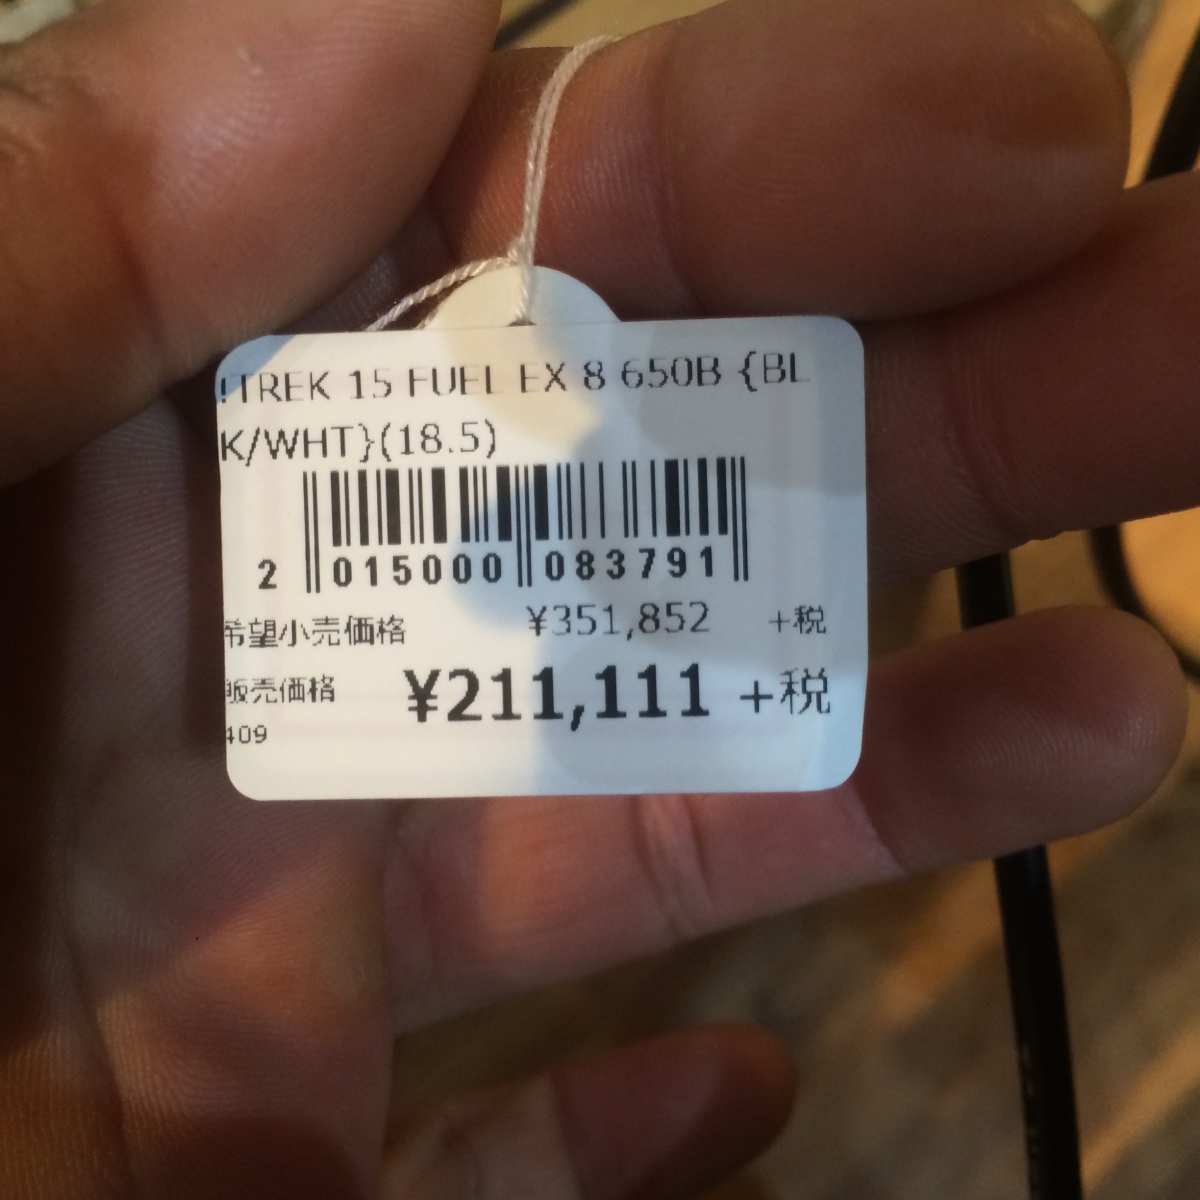 !TREK 15 FUEL EX 8 650B {BL
K/WHT}(18.5)
2 015000 083791
希望小売価格 ¥351,852 +税
販売価格 ¥211,111 +税
409